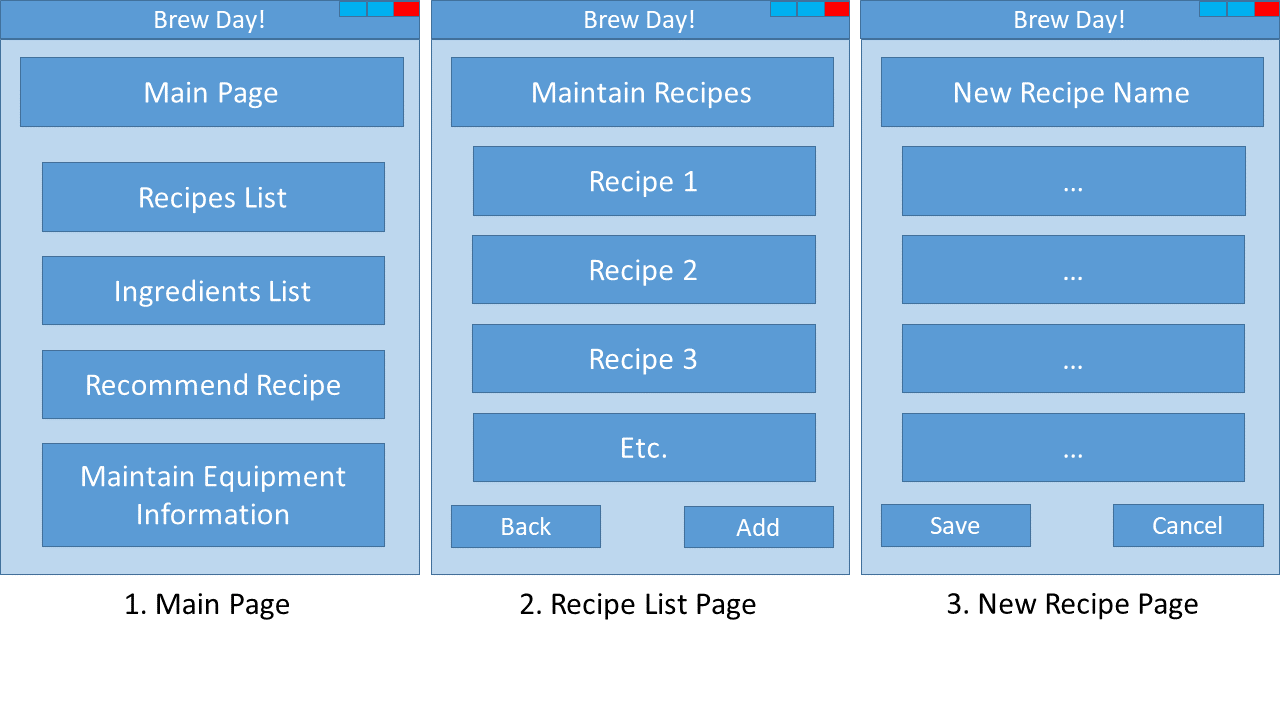 Brew Day!
Main Page
Recipes List
Ingredients List
Recommend Recipe
Maintain Equipment
Information
1. Main Page
Brew Day!
Maintain Recipes
Recipe 1
Recipe 2
Recipe 3
Etc.
Back
Add
2. Recipe List Page
Brew Day!
New Recipe Name
...
...
...
...
Save
Cancel
3. New Recipe Page